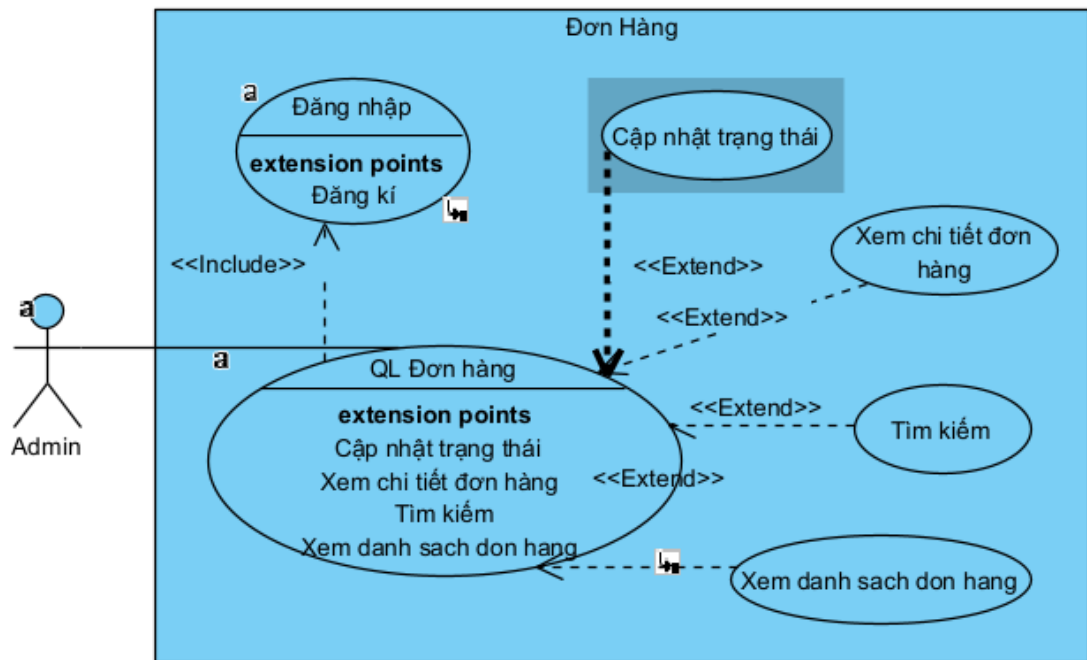 Đơn Hàng
a
Đăng nhập
extension points
Đăng kí
Cập nhật trạng thái
<<Include>>
<<Extend>>
Xem chi tiết đơn
hàng
<<Extend>>
a
a
Admin
QL Đơn hàng
extension points
Cập nhật trạng thái
Xem chi tiết đơn hàng
Tìm kiếm
Xem danh sach don hang
<<Extend>>
Tìm kiếm
<<Extend>>
Xem danh sach don hang